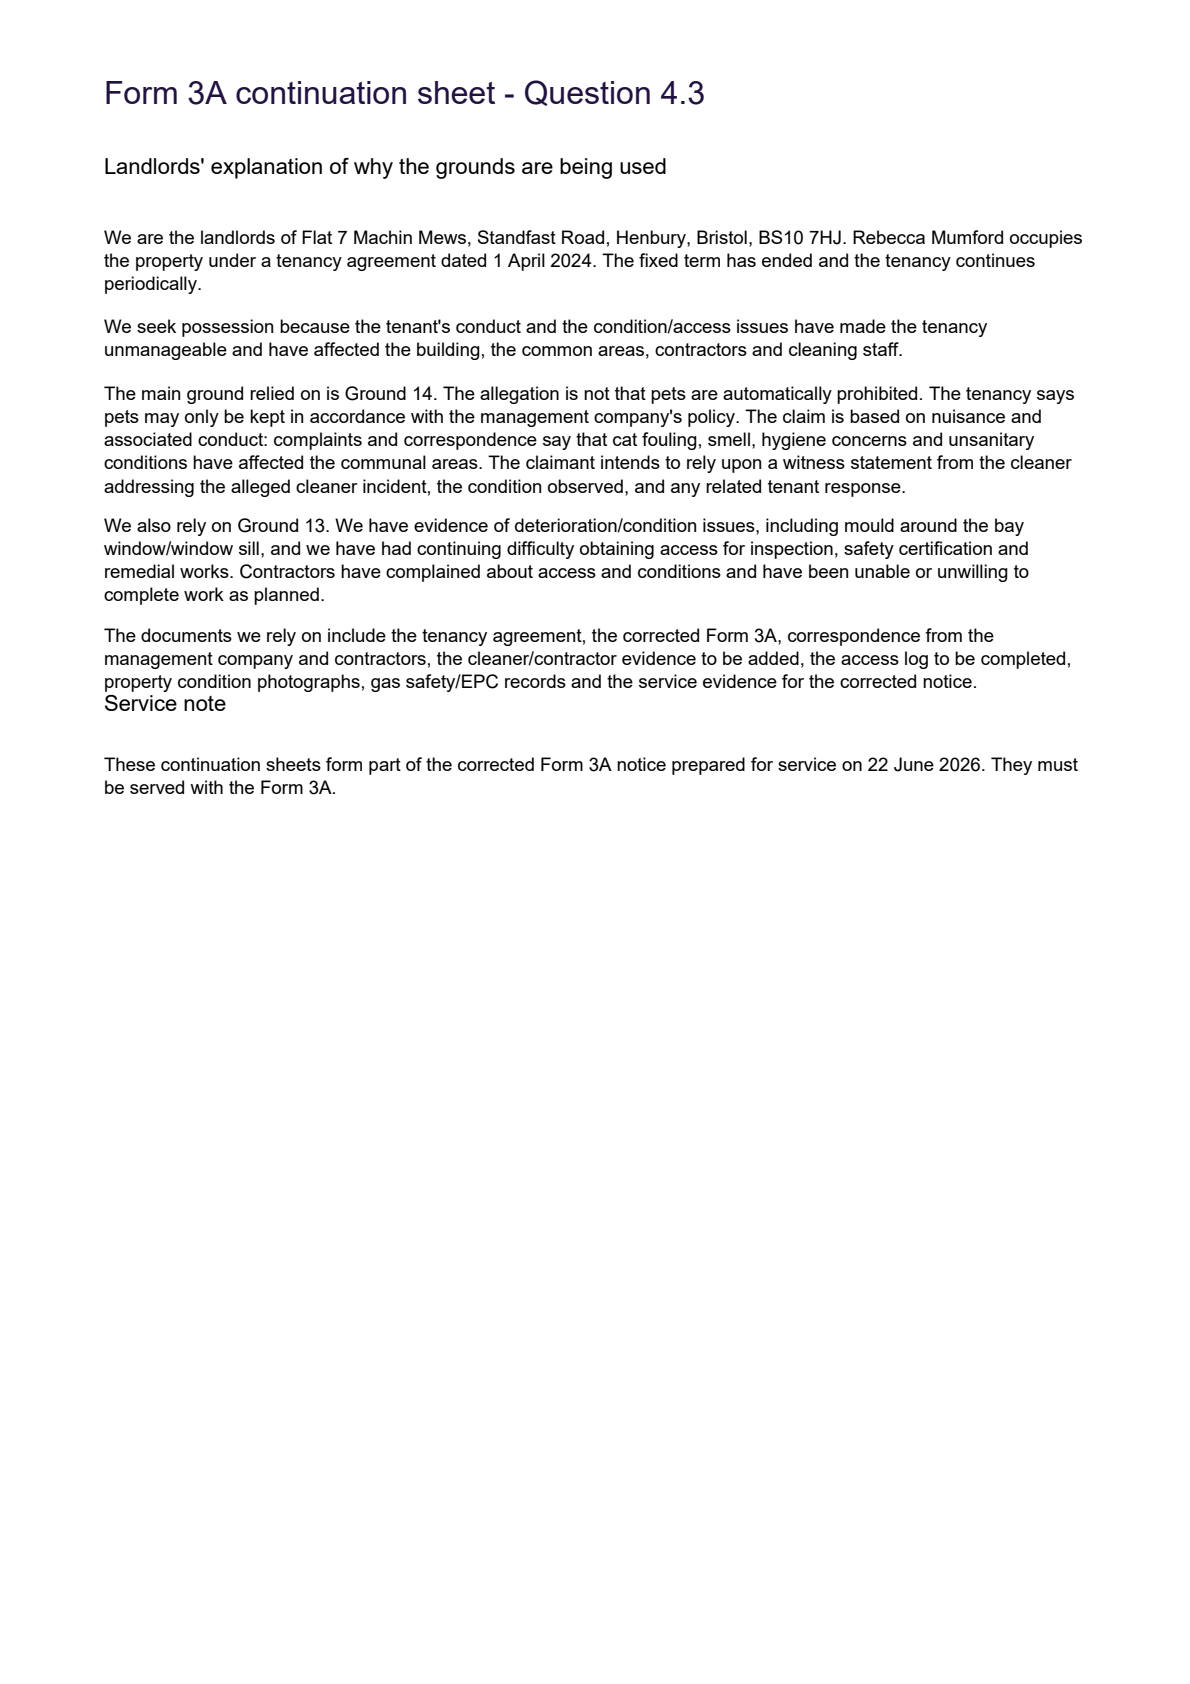 Form 3A continuation sheet - Question 4.3
Landlords' explanation of why the grounds are being used
We are the landlords of Flat 7 Machin Mews, Standfast Road, Henbury, Bristol, BS10 7HJ. Rebecca Mumford occupies
the property under a tenancy agreement dated 1 April 2024. The fixed term has ended and the tenancy continues
periodically.
We seek possession because the tenant's conduct and the condition/access issues have made the tenancy
unmanageable and have affected the building, the common areas, contractors and cleaning staff.
The main ground relied on is Ground 14. The allegation is not that pets are automatically prohibited. The tenancy says
pets may only be kept in accordance with the management company's policy. The claim is based on nuisance and
associated conduct: complaints and correspondence say that cat fouling, smell, hygiene concerns and unsanitary
conditions have affected the communal areas. The claimant intends to rely upon a witness statement from the cleaner
addressing the alleged cleaner incident, the condition observed, and any related tenant response.
We also rely on Ground 13. We have evidence of deterioration/condition issues, including mould around the bay
window/window sill, and we have had continuing difficulty obtaining access for inspection, safety certification and
remedial works. Contractors have complained about access and conditions and have been unable or unwilling to
complete work as planned.
The documents we rely on include the tenancy agreement, the corrected Form 3A, correspondence from the
management company and contractors, the cleaner/contractor evidence to be added, the access log to be completed,
property condition photographs, gas safety/EPC records and the service evidence for the corrected notice.
Service note
These continuation sheets form part of the corrected Form 3A notice prepared for service on 22 June 2026. They must
be served with the Form 3A.